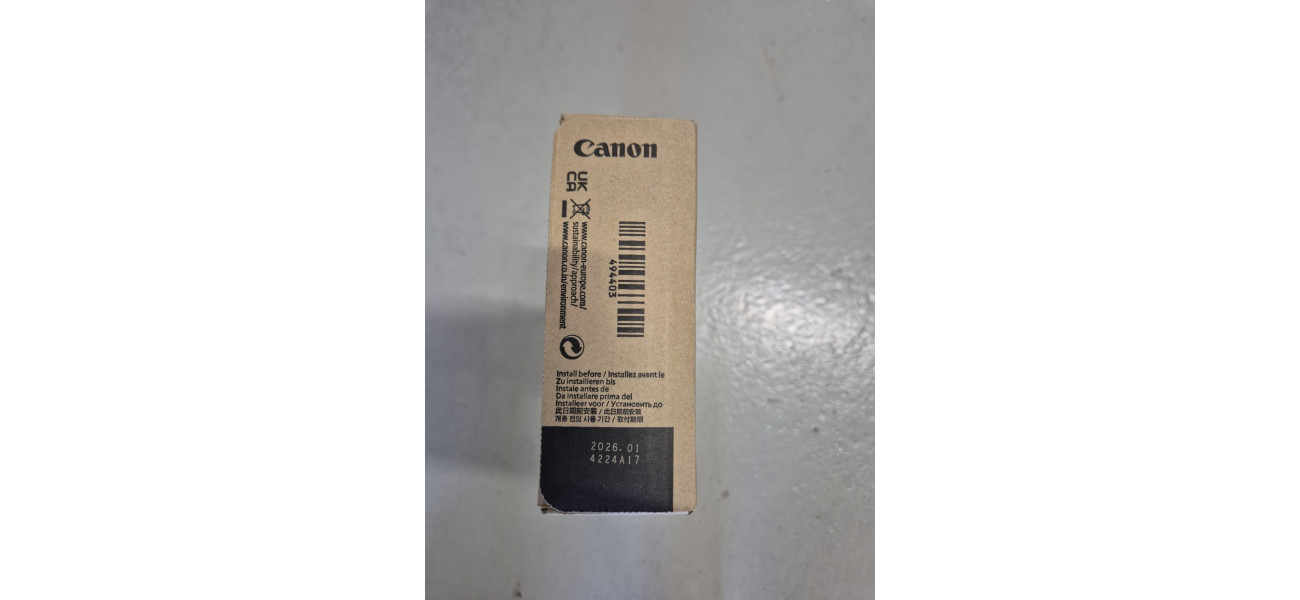 Canon
UK
CA
www.canon-europe.com/
sustainability/approach/
www.canon.co.in/environment
494403
Install before / Installez avant le
Zu installieren bis
Instale antes de
Da installare prima del
Installeer voor / Установить до
此日期前安裝 / 此日期前安装
개봉 전의 사용 기간 / 取付期限
2026.01
4224A17